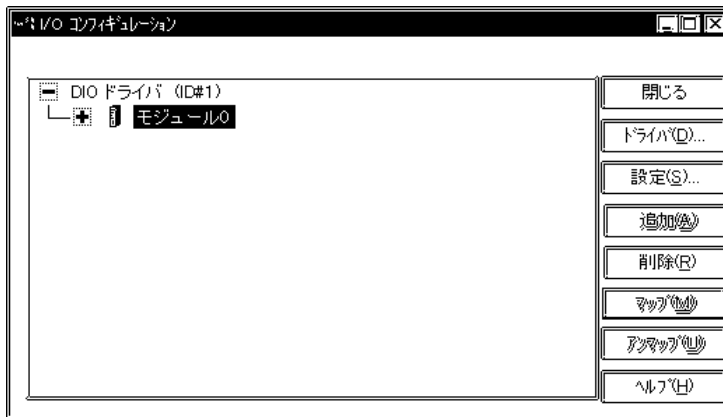 I/O ｺﾝﾌｨｷﾞｭﾚｰｼｮﾝ
DIO ドライバ (ID#1)
モジュール0
閉じる
ﾄﾞﾗｲﾊﾞ(D)...
設定(S)...
追加(A)
削除(R)
ﾏｯﾌﾟ(M)
ｱﾝﾏｯﾌﾟ(U)
ﾍﾙﾌﾟ(H)